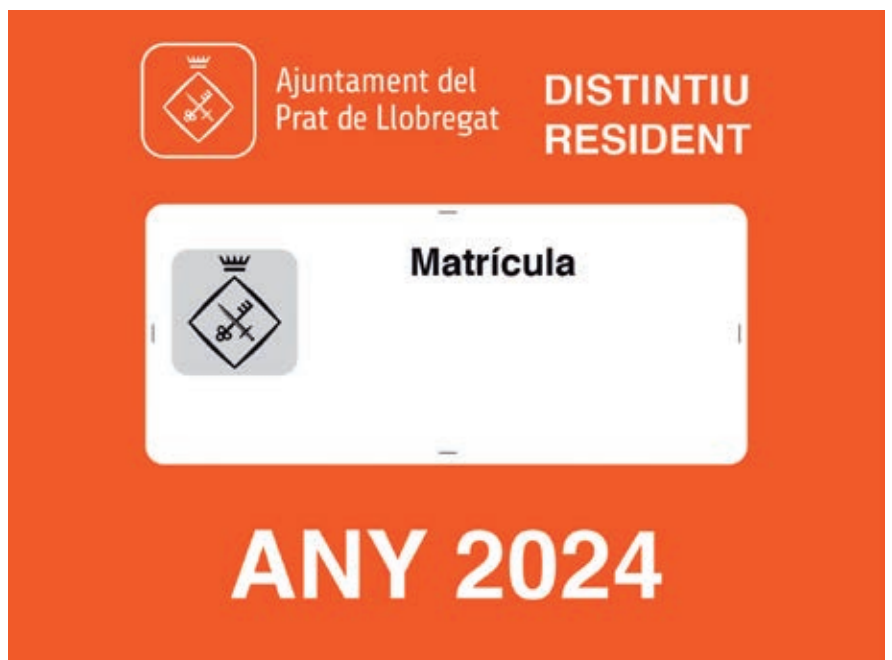 Ajuntament del
Prat de Llobregat
DISTINTIU
RESIDENT
Matrícula
ANY 2024